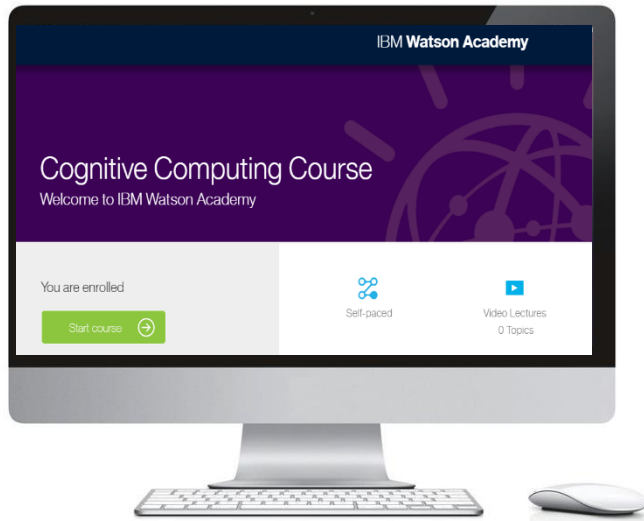 IBM Watson Academy
Cognitive Computing Course
Welcome to IBM Watson Academy
You are enrolled
Start course
Self-paced
Video Lectures
0 Topics